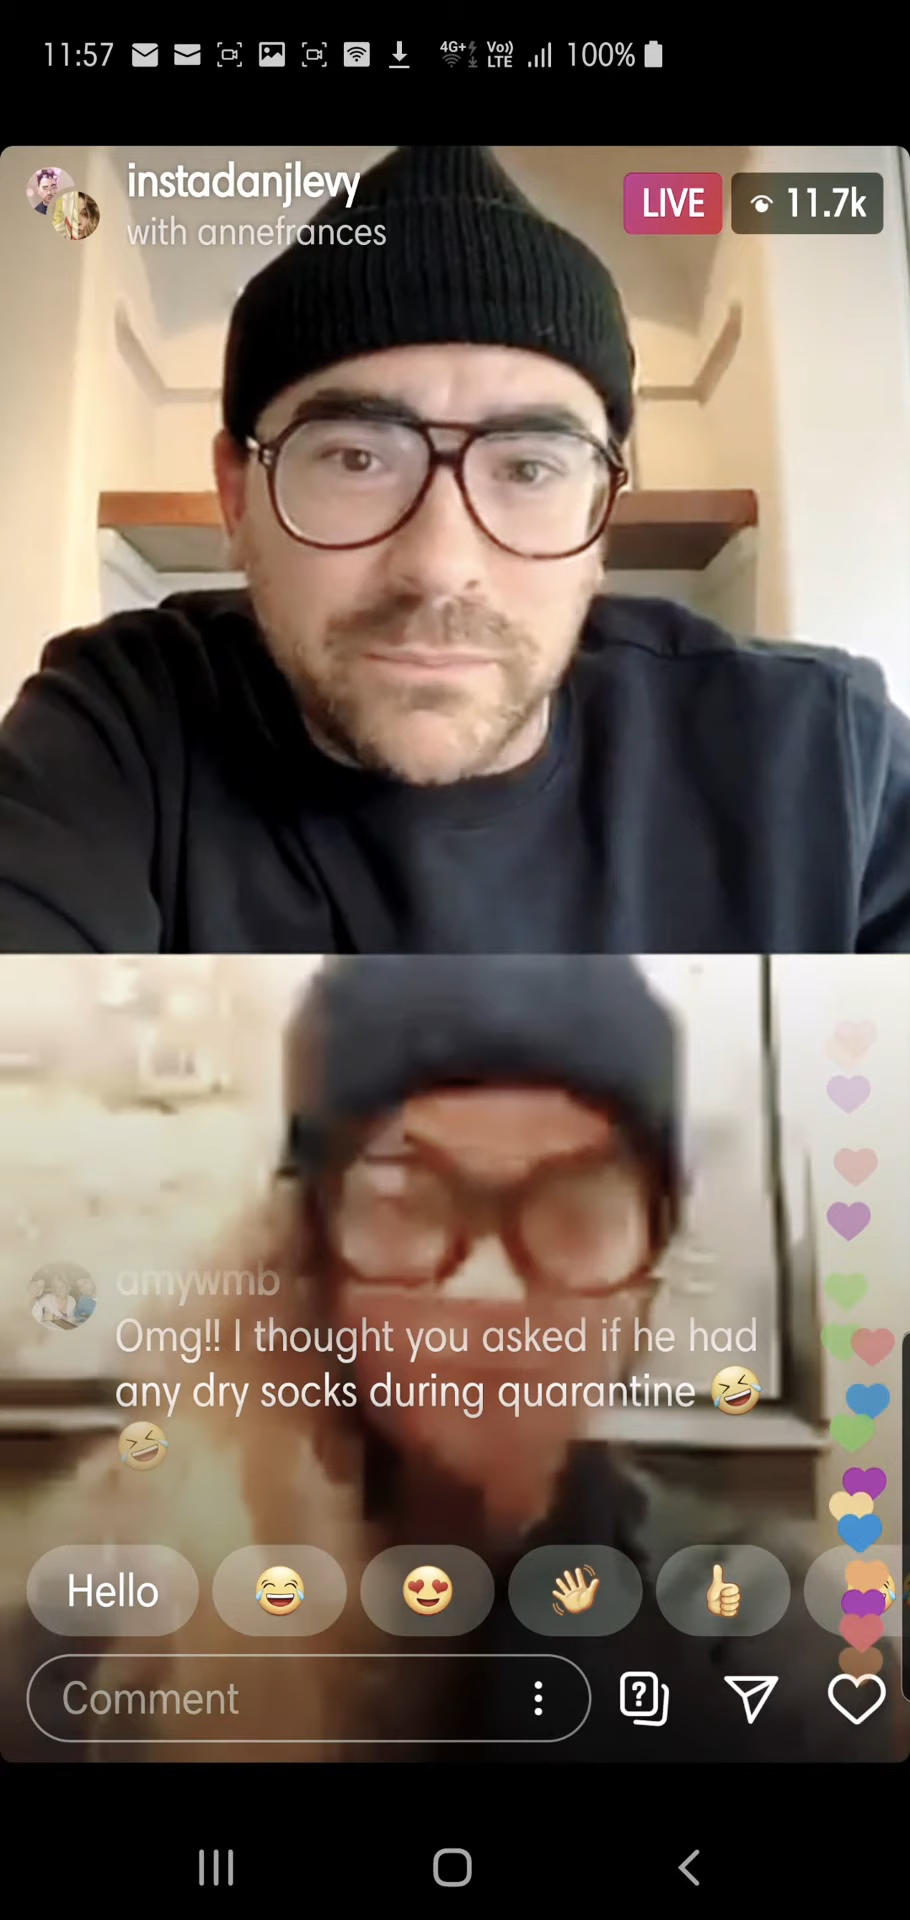 11:57
4G+ Vo)) LTE 100%
instadanjlevy
with annefrances
LIVE
11.7k
amywmb
Omg!! I thought you asked if he had
any dry socks during quarantine 🤣
🤣
Hello 😂 😍 👋 👍
Comment
?